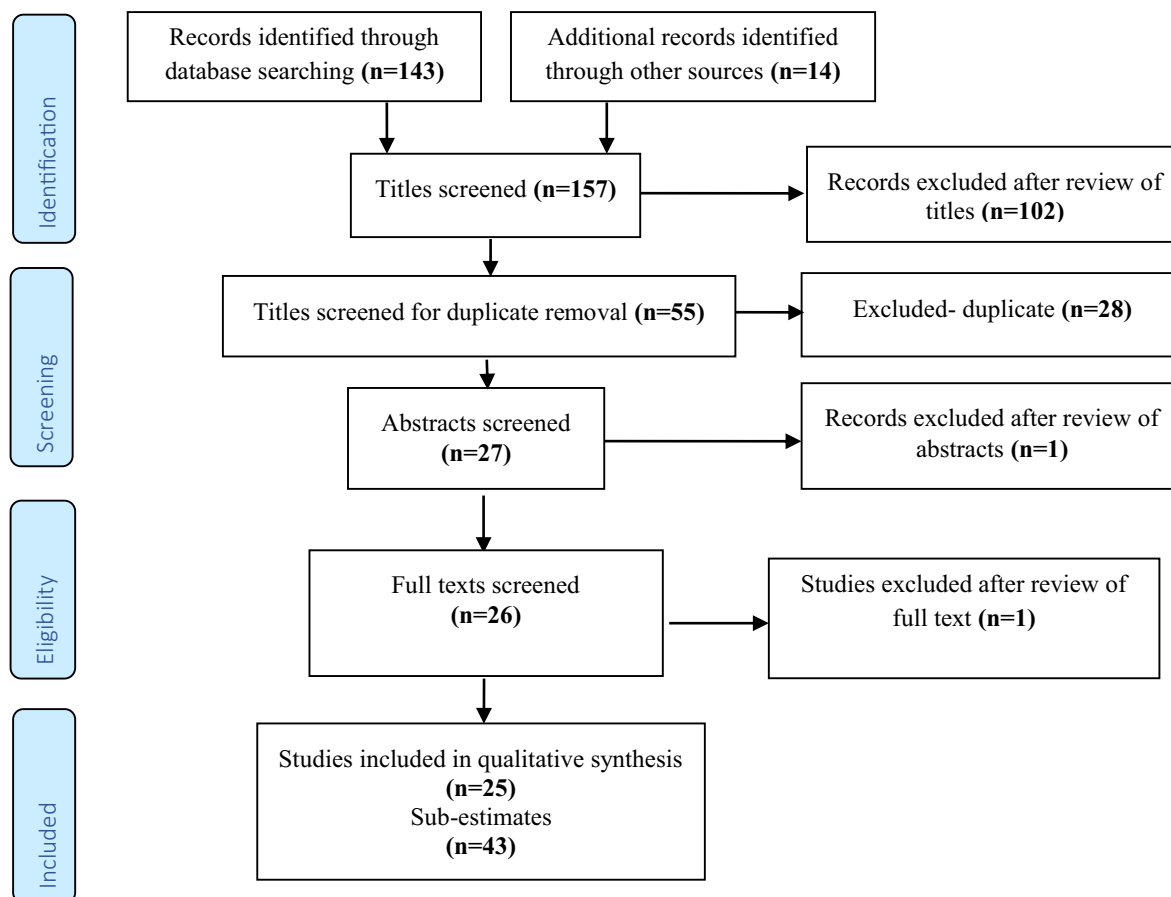 Identification
Records identified through
database searching (n=143)
Additional records identified
through other sources (n=14)
Titles screened (n=157)
Records excluded after review of
titles (n=102)
Screening
Titles screened for duplicate removal (n=55)
Excluded- duplicate (n=28)
Abstracts screened
(n=27)
Records excluded after review of
abstracts (n=1)
Eligibility
Full texts screened
(n=26)
Studies excluded after review of
full text (n=1)
Included
Studies included in qualitative synthesis
(n=25)
Sub-estimates
(n=43)